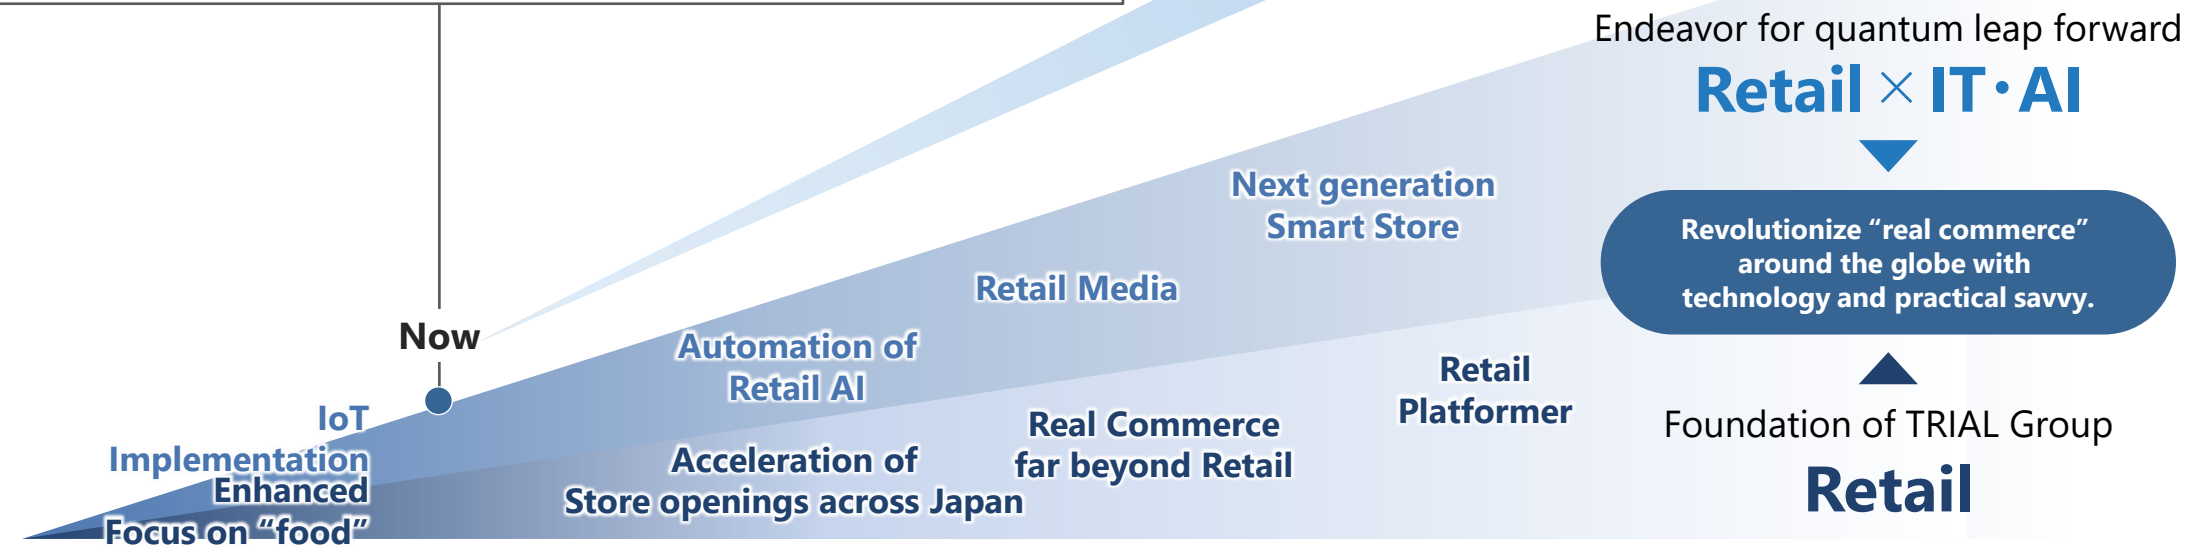 Endeavor for quantum leap forward
Retail × IT・AI
Next generation
Smart Store
Revolutionize “real commerce”
around the globe with
technology and practical savvy.
Retail Media
Now
Automation of
Retail AI
Retail
Platformer
IoT
Implementation
Real Commerce
far beyond Retail
Foundation of TRIAL Group
Retail
Acceleration of
Store openings across Japan
Enhanced
Focus on “food”